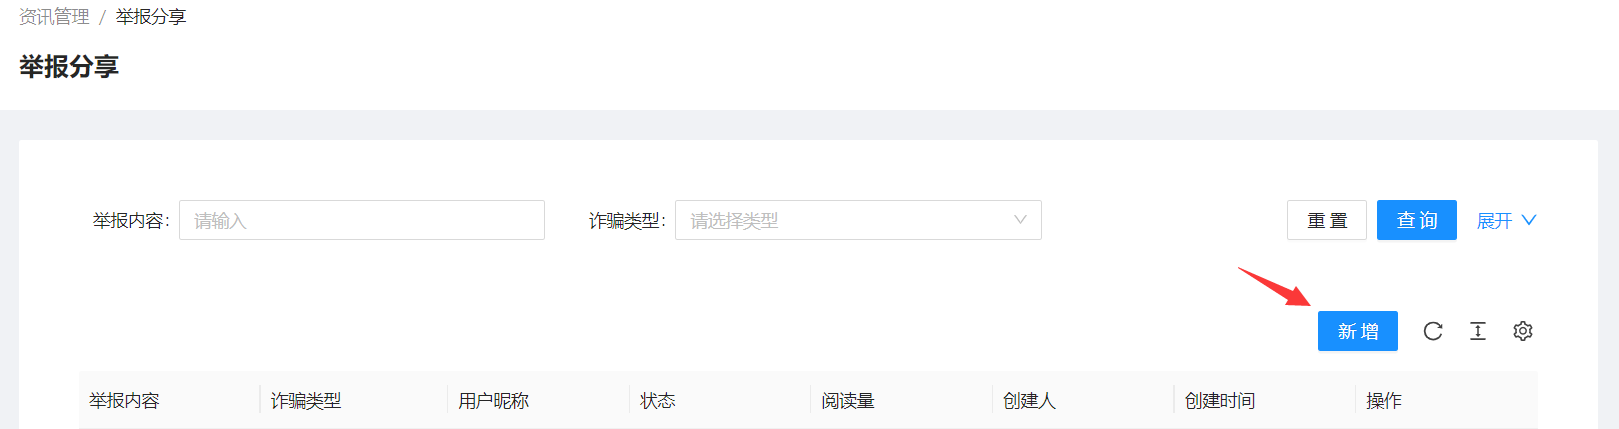 资讯管理 / 举报分享
举报分享
举报内容: 请输入 诈骗类型: 请选择类型 重置 查询 展开
新增
举报内容 诈骗类型 用户昵称 状态 阅读量 创建人 创建时间 操作